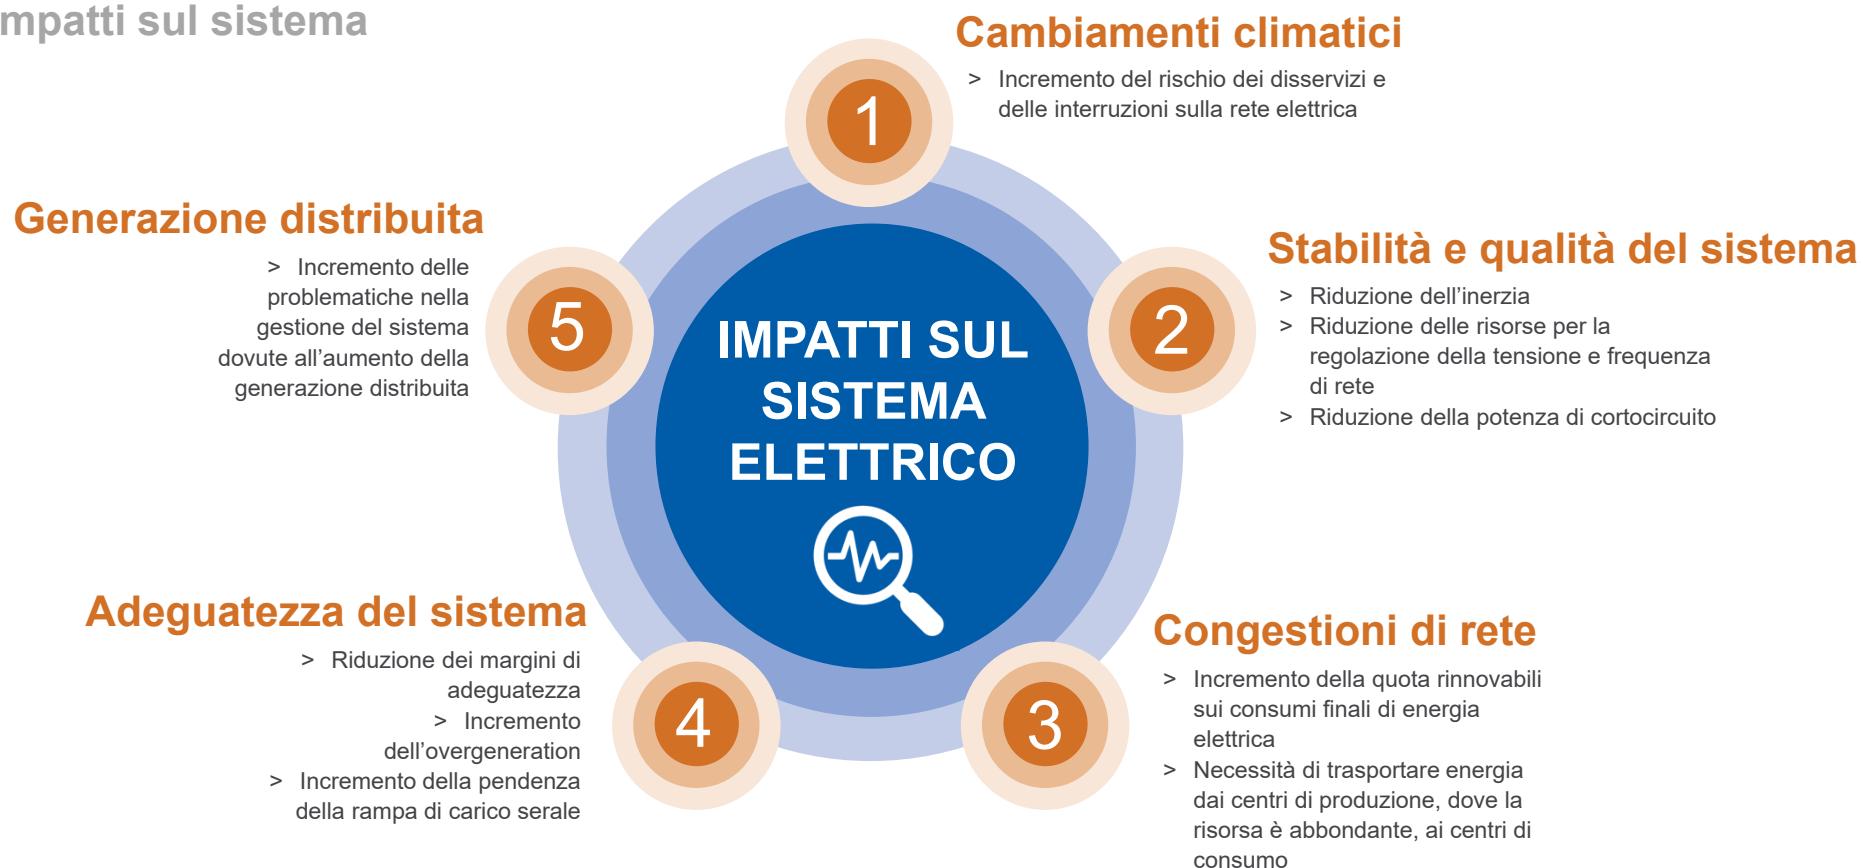 mpatti sul sistema
Cambiamenti climatici
> Incremento del rischio dei disservizi e
delle interruzioni sulla rete elettrica
1
Stabilità e qualità del sistema
> Riduzione dell’inerzia
> Riduzione delle risorse per la
regolazione della tensione e frequenza
di rete
> Riduzione della potenza di cortocircuito
2
Congestioni di rete
> Incremento della quota rinnovabili
sui consumi finali di energia
elettrica
> Necessità di trasportare energia
dai centri di produzione, dove la
risorsa è abbondante, ai centri di
consumo
3
Adeguatezza del sistema
> Riduzione dei margini di
adeguatezza
> Incremento
dell’overgeneration
> Incremento della pendenza
della rampa di carico serale
4
Generazione distribuita
> Incremento delle
problematiche nella
gestione del sistema
dovute all’aumento della
generazione distribuita
5
IMPATTI SUL
SISTEMA
ELETTRICO